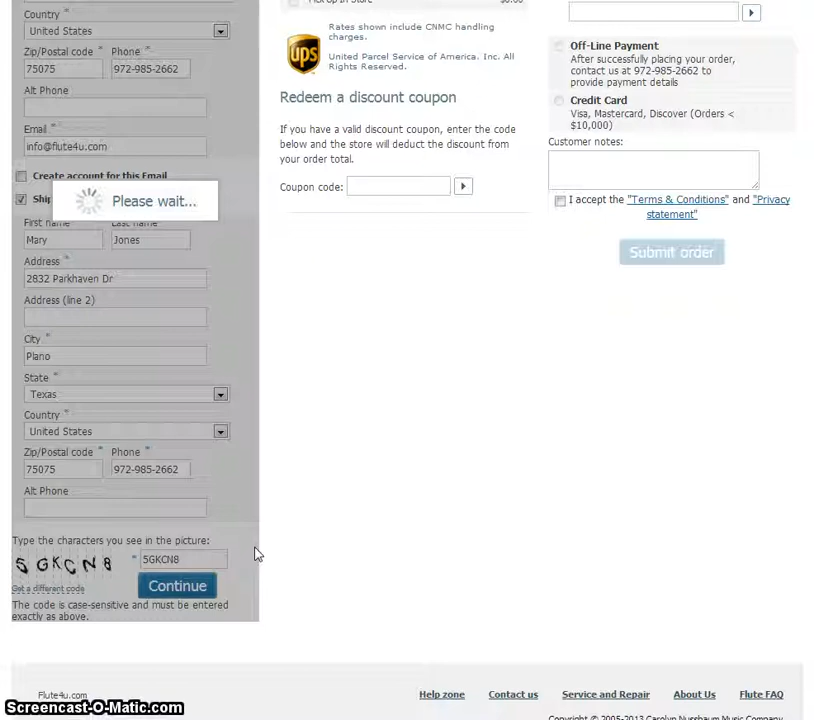 Country *
United States
Zip/Postal code * Phone *
75075 972-985-2662
Alt Phone
Email *
info@flute4u.com
Create account for this Email
Ship
Please wait...
First name Last name
Mary Jones
Address *
2832 Parkhaven Dr
Address (line 2)
City *
Plano
State *
Texas
Country *
United States
Zip/Postal code * Phone *
75075 972-985-2662
Alt Phone
Type the characters you see in the picture:
5GKCN8 * 5GKCN8
Get a different code
Continue
The code is case-sensitive and must be entered
exactly as above.
Pick Up In Store $0.00
Rates shown include CNMC handling
charges.
ups
United Parcel Service of America, Inc. All
Rights Reserved.
Redeem a discount coupon
If you have a valid discount coupon, enter the code
below and the store will deduct the discount from
your order total.
Coupon code:
Off-Line Payment
After successfully placing your order,
contact us at 972-985-2662 to
provide payment details
Credit Card
Visa, Mastercard, Discover (Orders <
$10,000)
Customer notes:
I accept the "Terms & Conditions" and "Privacy
statement"
Submit order
Flute4u.com
Help zone Contact us Service and Repair About Us Flute FAQ
Copyright © 2005-2013 Carolyn Nussbaum Music Company
Screencast-O-Matic.com